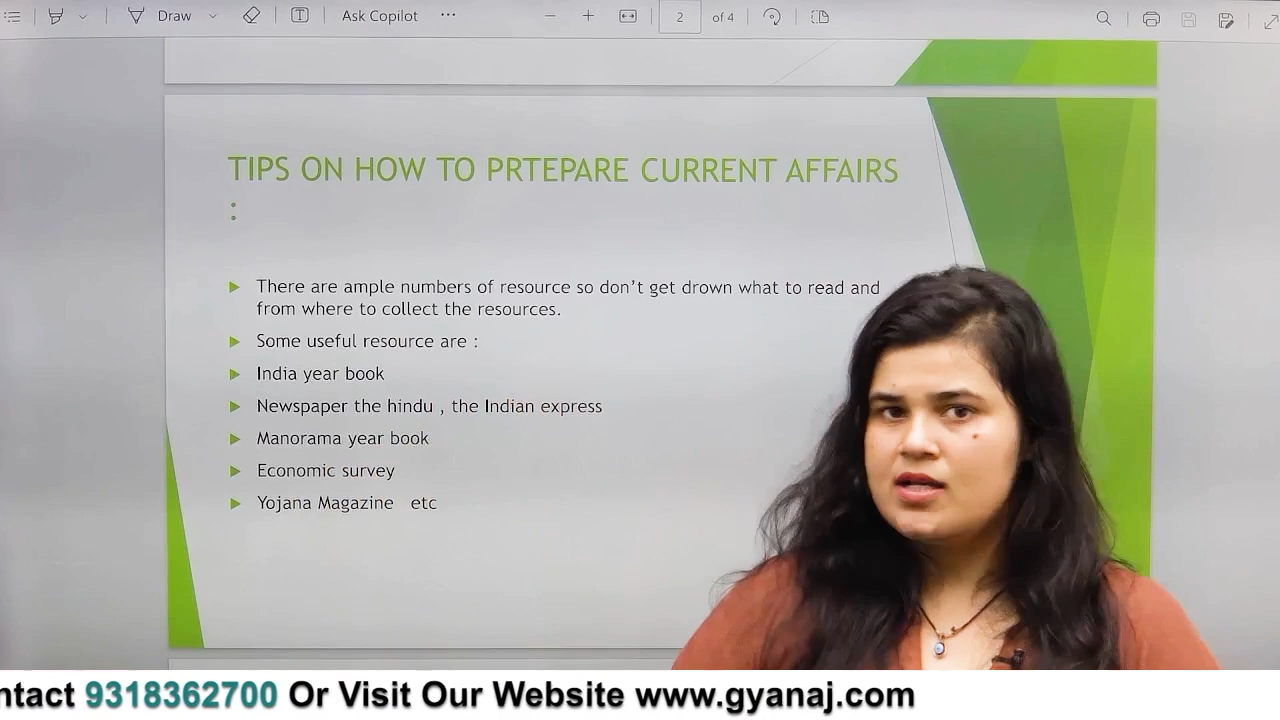 Draw
Ask Copilot
2 of 4
TIPS ON HOW TO PRTEPARE CURRENT AFFAIRS
:
There are ample numbers of resource so don't get drown what to read and
from where to collect the resources.
Some useful resource are :
India year book
Newspaper the hindu , the Indian express
Manorama year book
Economic survey
Yojana Magazine etc
ntact 9318362700 Or Visit Our Website www.gyanaj.com